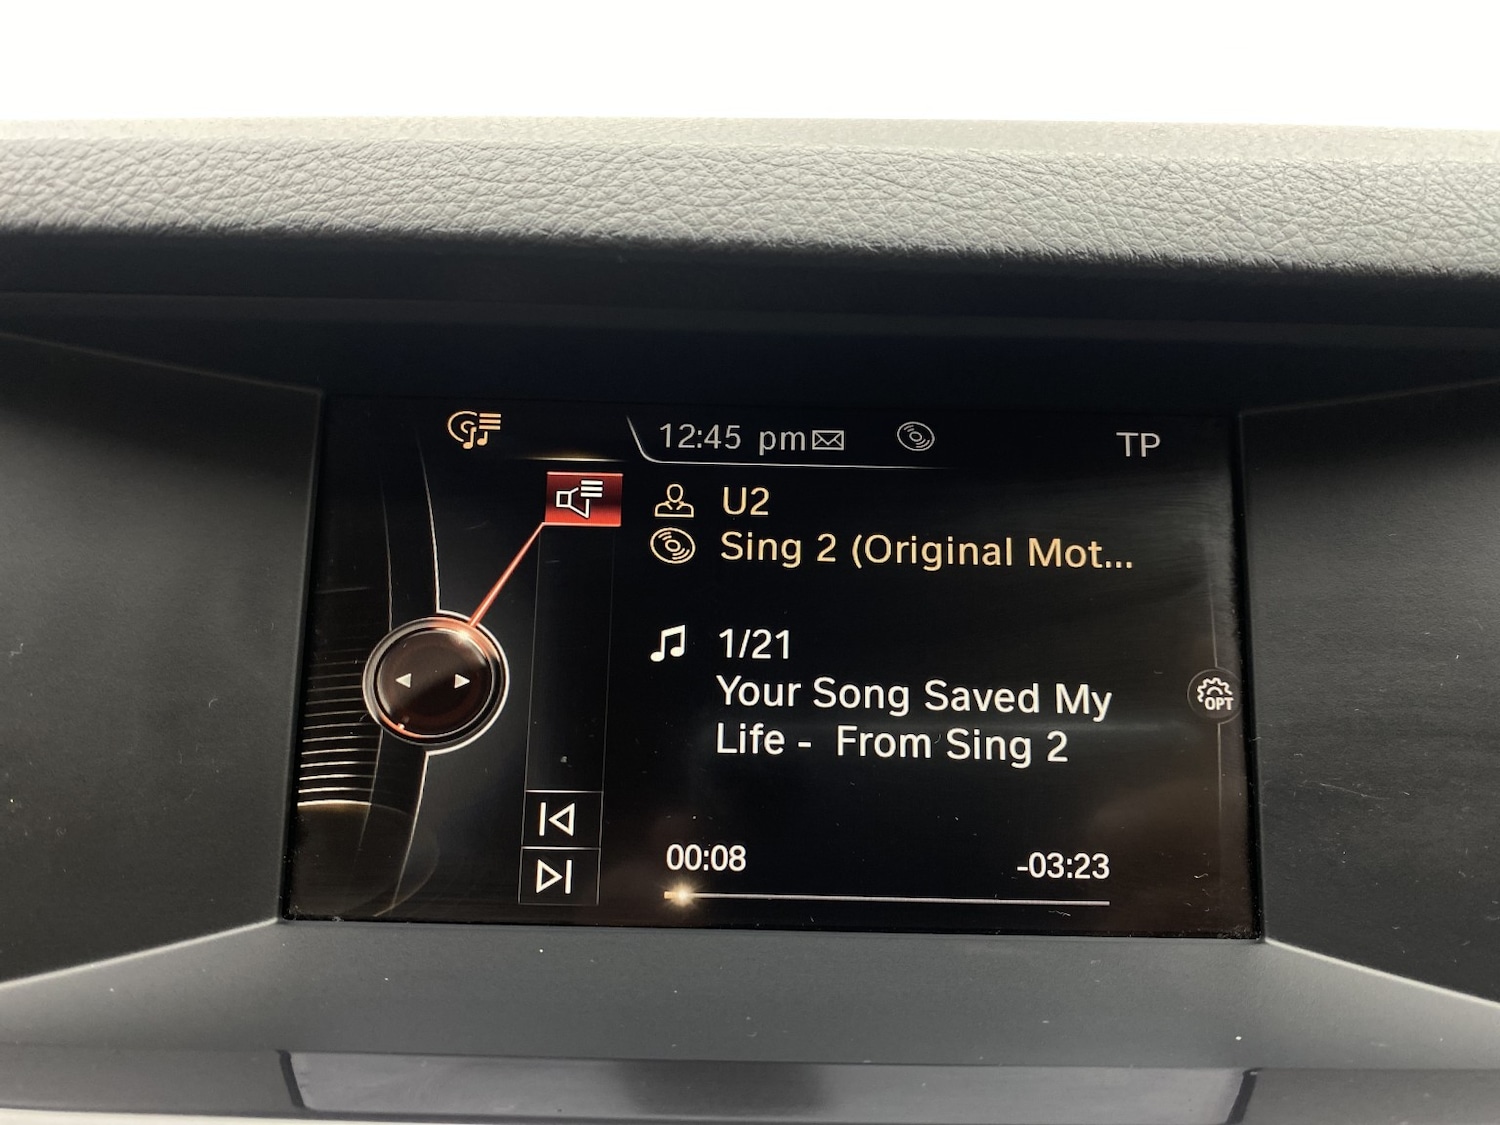 12:45 pm
TP
U2
Sing 2 (Original Mot...
1/21
Your Song Saved My
Life - From Sing 2
OPT
00:08
-03:23